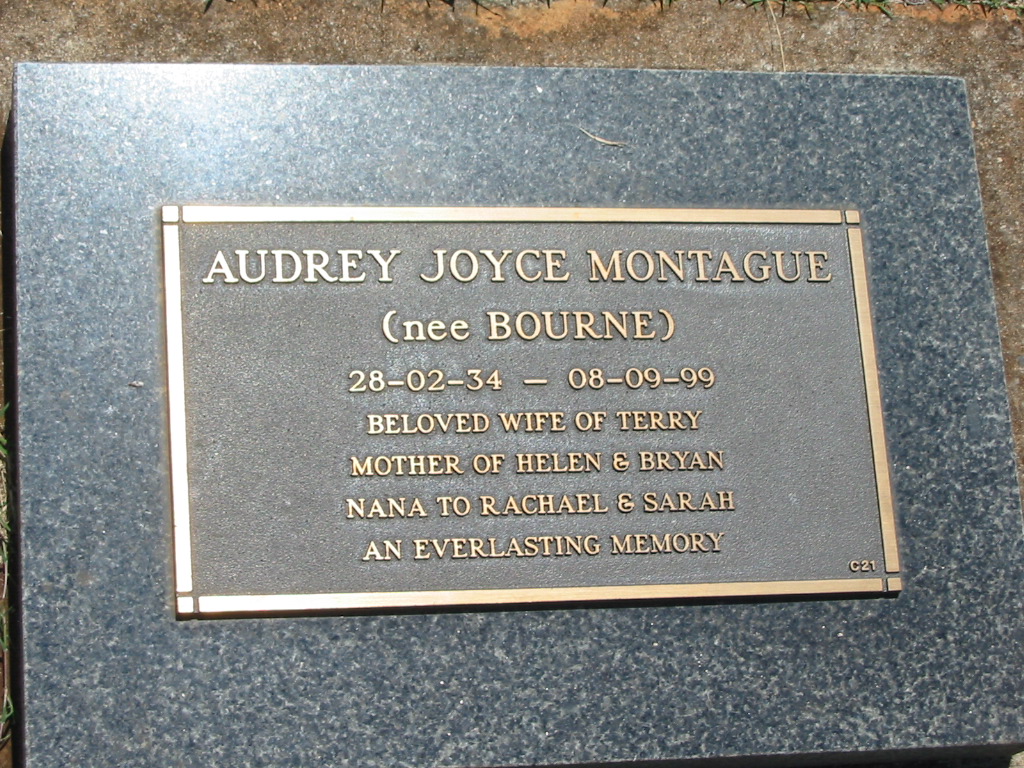 AUDREY JOYCE MONTAGUE
(nee BOURNE)
28-02-34 — 08-09-99
BELOVED WIFE OF TERRY
MOTHER OF HELEN & BRYAN
NANA TO RACHAEL & SARAH
AN EVERLASTING MEMORY
C21